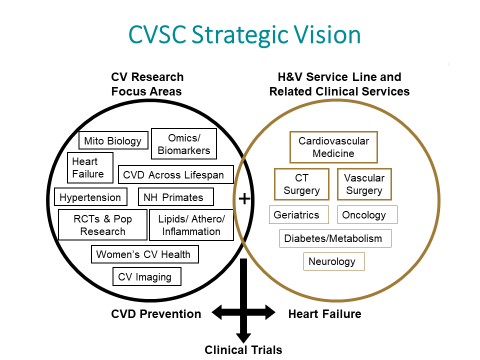 CVSC Strategic Vision
CV Research
Focus Areas
H&V Service Line and
Related Clinical Services
Mito Biology
Omics/
Biomarkers
Heart
Failure
CVD Across Lifespan
Hypertension
NH Primates
RCTs & Pop
Research
Lipids/ Athero/
Inflammation
Women's CV Health
CV Imaging
+
Cardiovascular
Medicine
CT
Surgery
Vascular
Surgery
Geriatrics
Oncology
Diabetes/Metabolism
Neurology
CVD Prevention
Heart Failure
Clinical Trials